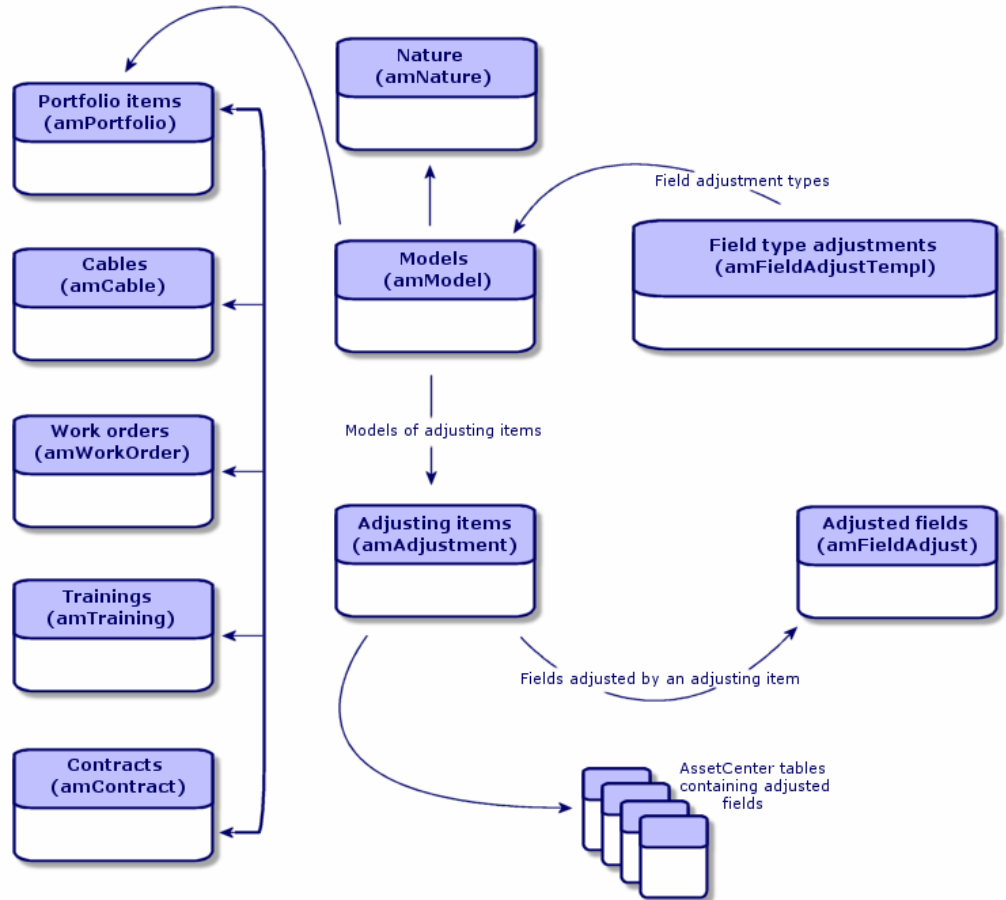 Nature
(amNature)
Portfolio items
(amPortfolio)
Field adjustment types
Models
(amModel)
Field type adjustments
(amFieldAdjustTempl)
Cables
(amCable)
Work orders
(amWorkOrder)
Models of adjusting items
Adjusting items
(amAdjustment)
Adjusted fields
(amFieldAdjust)
Trainings
(amTraining)
Fields adjusted by an adjusting item
Contracts
(amContract)
AssetCenter tables
containing adjusted
fields